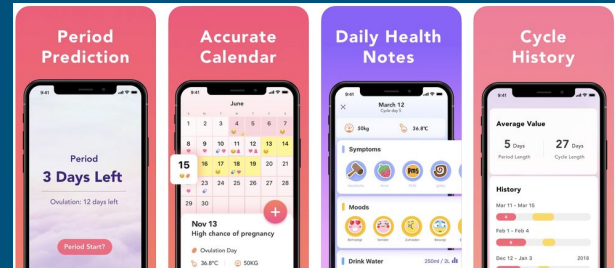 Period
Prediction
9:41
Period
3 Days Left
Ovulation: 12 days left
Period Start?
Accurate
Calendar
9:41
June
1 2 3 4 5 6 7
8 9 10 11 12 13 14
15 16 17 18 19 20 21
23 24 25 26 27 28
29 30
+
Nov 13
High chance of pregnancy
Ovulation Day
36.8°C 50KG
Daily Health
Notes
9:41
March 12
Cycle day 5
50kg 36.8°C
Symptoms
Moods
Drink Water 250ml / 2L
Cycle
History
9:41
Average Value
5 Days 27 Days
Period Length Cycle Length
History
Mar 11 - Mar 15
Feb 1 - Feb 4
Dec 12 - Jan 3 2018